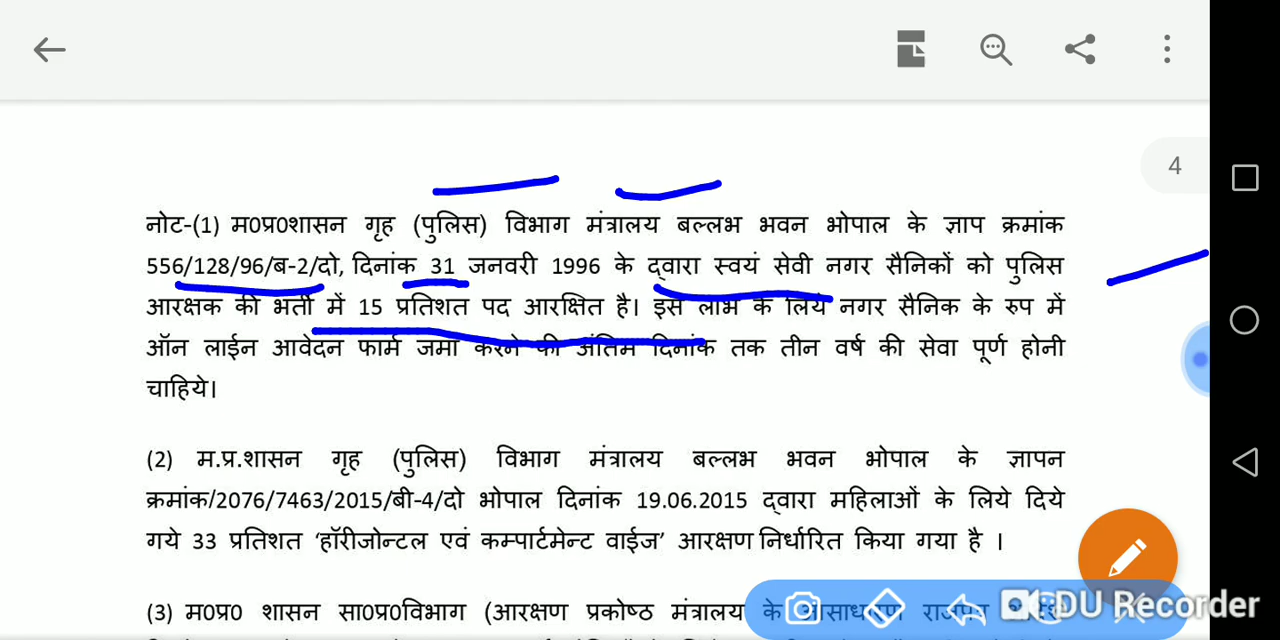 4
नोट-(1) म0प्र0शासन गृह (पुलिस) विभाग मंत्रालय बल्लभ भवन भोपाल के ज्ञाप क्रमांक
556/128/96/ब-2/दो, दिनांक 31 जनवरी 1996 के द्वारा स्वयं सेवी नगर सैनिकों को पुलिस
आरक्षक की भर्ती में 15 प्रतिशत पद आरक्षित है। इस लाभ के लिये नगर सैनिक के रुप में
ऑन लाईन आवेदन फार्म जमा करने की अंतिम दिनांक तक तीन वर्ष की सेवा पूर्ण होनी
चाहिये।
(2) म.प्र.शासन गृह (पुलिस) विभाग मंत्रालय बल्लभ भवन भोपाल के ज्ञापन
क्रमांक/2076/7463/2015/बी-4/दो भोपाल दिनांक 19.06.2015 द्वारा महिलाओं के लिये दिये
गये 33 प्रतिशत ‘हॉरीजोन्टल एवं कम्पार्टमेन्ट वाईज’ आरक्षण निर्धारित किया गया है ।
(3) म0प्र0 शासन सा0प्र0विभाग (आरक्षण प्रकोष्ठ मंत्रालय के
DU Recorder